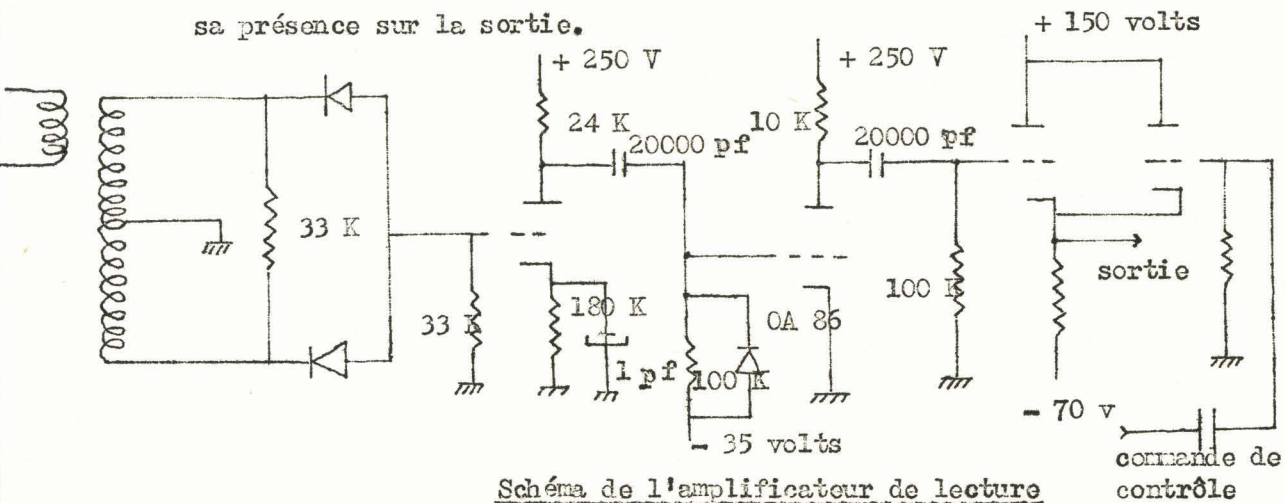 sa présence sur la sortie.
+ 150 volts
+ 250 V
+ 250 V
24 K
10 K
20000 pf
20000 pf
33 K
sortie
33 K
180 K
1 pf
100 K
OA 86
100 K
- 70 v
- 35 volts
commande de
contrôle
Schéma de l'amplificateur de lecture